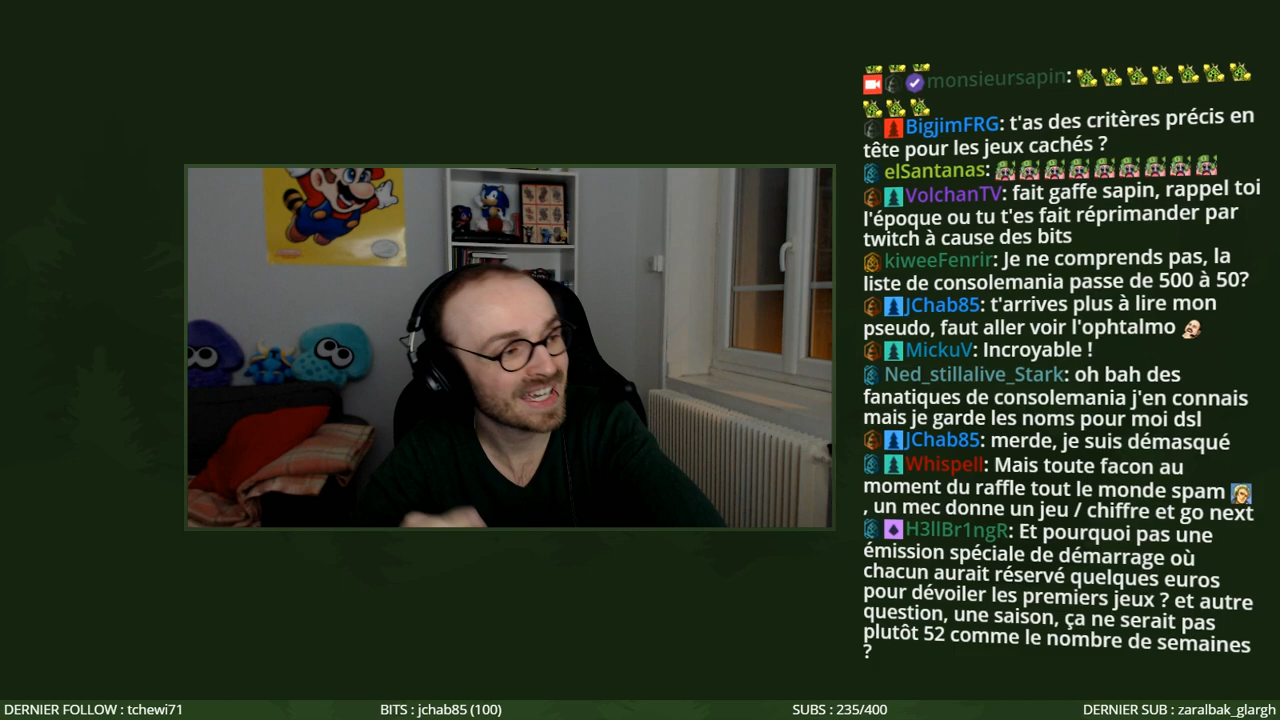 monsieursapin:
BigjimFRG: t'as des critères précis en
tête pour les jeux cachés ?
elSantanas:
VolchanTV: fait gaffe sapin, rappel toi
l'époque ou tu t'es fait réprimander par
twitch à cause des bits
kiweeFenrir: Je ne comprends pas, la
liste de consolemania passe de 500 à 50?
JChab85: t'arrives plus à lire mon
pseudo, faut aller voir l'ophtalmo
MickuV: Incroyable !
Ned_stillalive_Stark: oh bah des
fanatiques de consolemania j'en connais
mais je garde les noms pour moi dsl
JChab85: merde, je suis démasqué
Whispell: Mais toute facon au
moment du raffle tout le monde spam
, un mec donne un jeu / chiffre et go next
H3llBr1ngR: Et pourquoi pas une
émission spéciale de démarrage où
chacun aurait réservé quelques euros
pour dévoiler les premiers jeux ? et autre
question, une saison, ça ne serait pas
plutôt 52 comme le nombre de semaines
?
DERNIER FOLLOW : tchewi71
BITS : jchab85 (100)
SUBS : 235/400
DERNIER SUB : zaralbak_glargh